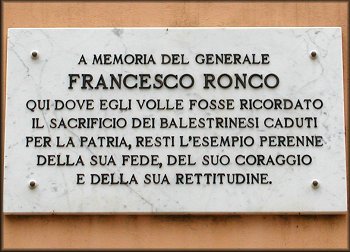 A MEMORIA DEL GENERALE
FRANCESCO RONCO
QUI DOVE EGLI VOLLE FOSSE RICORDATO
IL SACRIFICIO DEI BALESTRINESI CADUTI
PER LA PATRIA, RESTI L'ESEMPIO PERENNE
DELLA SUA FEDE, DEL SUO CORAGGIO
E DELLA SUA RETTITUDINE.